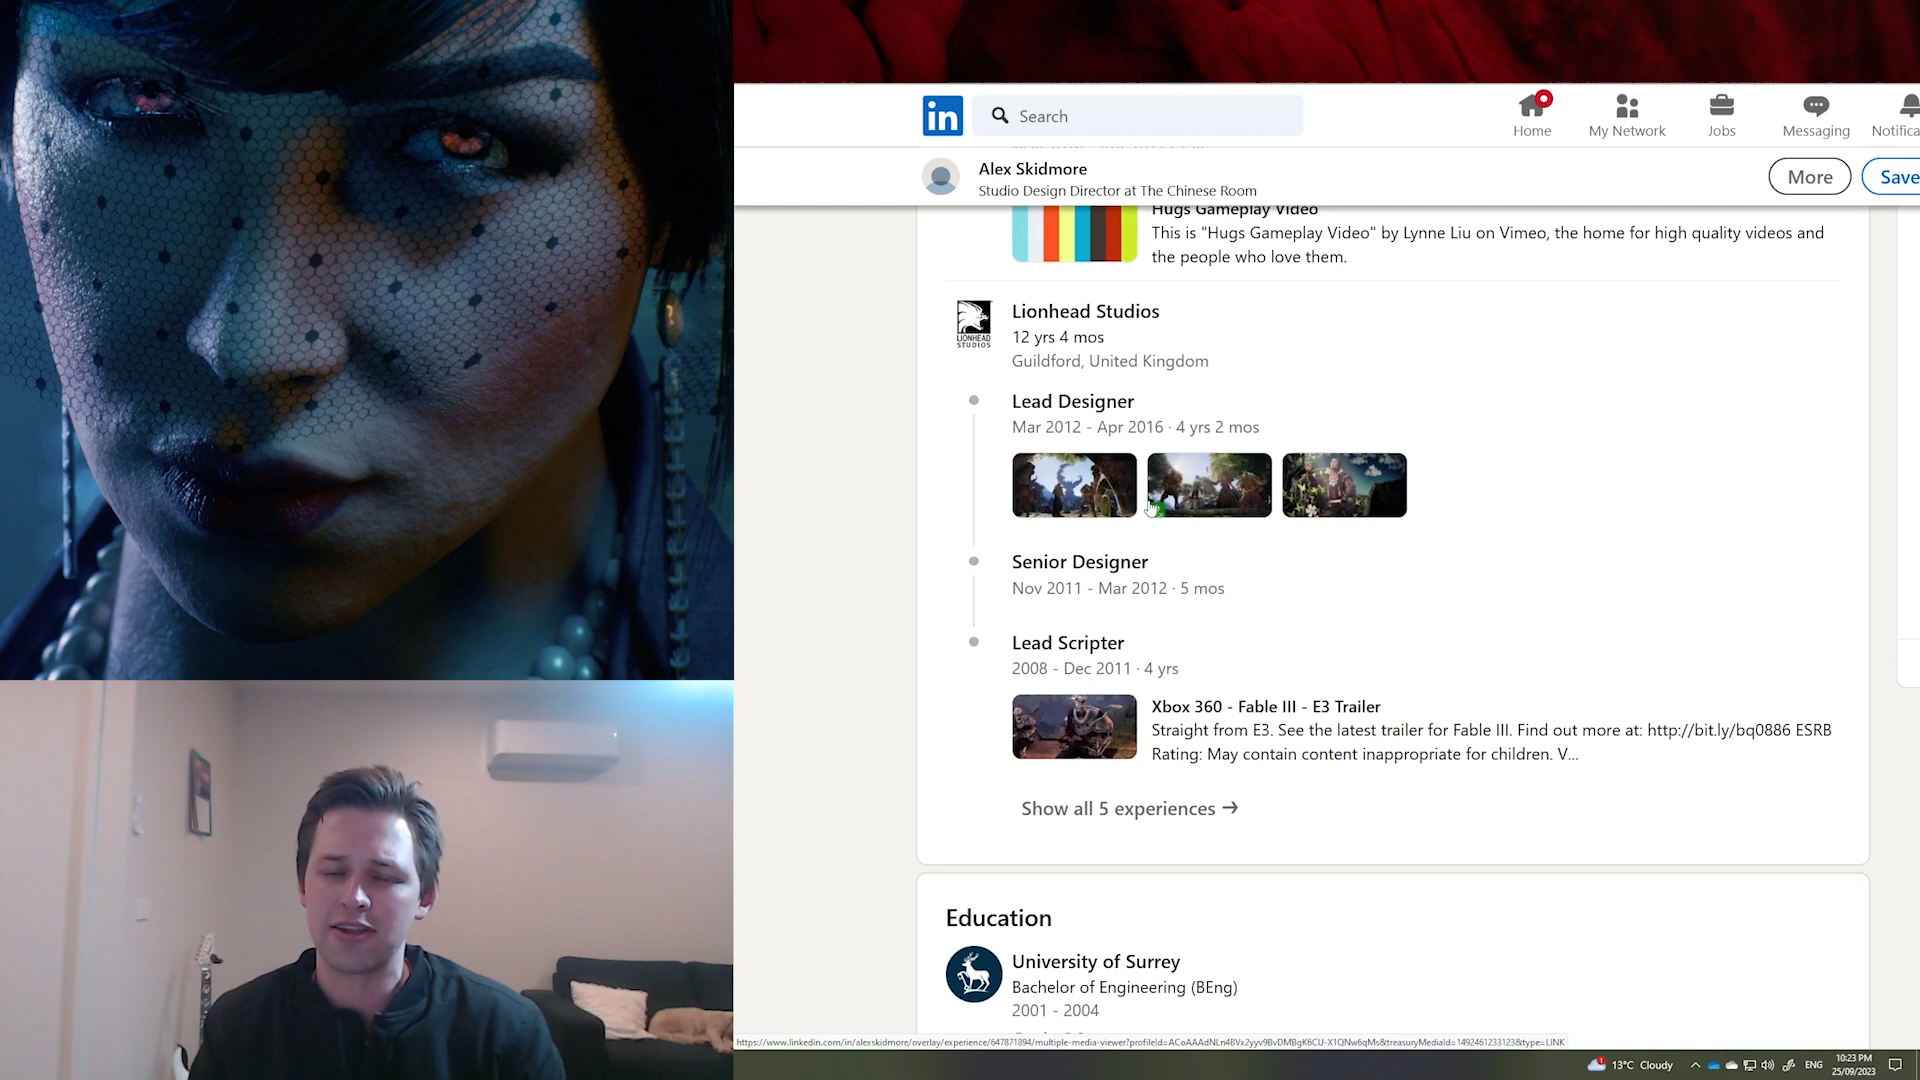 in
Search
Home
My Network
Jobs
Messaging
Notifica
Alex Skidmore
Studio Design Director at The Chinese Room
More
Save
Hugs Gameplay Video
This is "Hugs Gameplay Video" by Lynne Liu on Vimeo, the home for high quality videos and
the people who love them.
LIONHEAD
STUDIOS
Lionhead Studios
12 yrs 4 mos
Guildford, United Kingdom
Lead Designer
Mar 2012 - Apr 2016 · 4 yrs 2 mos
Senior Designer
Nov 2011 - Mar 2012 · 5 mos
Lead Scripter
2008 - Dec 2011 · 4 yrs
Xbox 360 - Fable III - E3 Trailer
Straight from E3. See the latest trailer for Fable III. Find out more at: http://bit.ly/bq0886 ESRB
Rating: May contain content inappropriate for children. V...
Show all 5 experiences →
Education
University of Surrey
Bachelor of Engineering (BEng)
2001 - 2004
13°C Cloudy
ENG
10:23 PM
25/09/2023